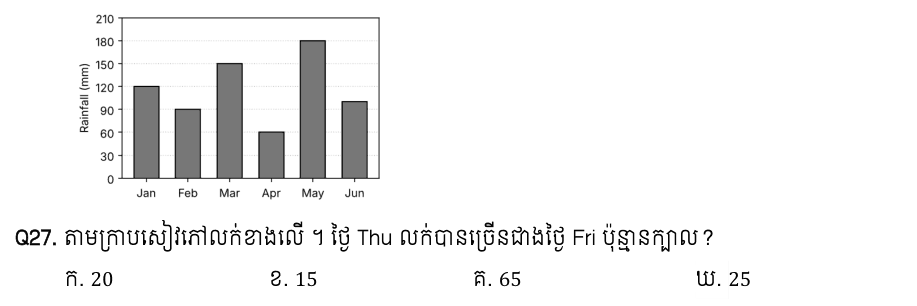 210
180
150
120
90
60
30
0
Rainfall (mm)
Jan Feb Mar Apr May Jun
Q27. តាមក្រាបសៀវភៅលក់ខាងលើ ។ ថ្ងៃ Thu លក់បានច្រើនជាងថ្ងៃ Fri ប៉ុន្មានក្បាល ?
ក. 20 ខ. 15 គ. 65 ឃ. 25